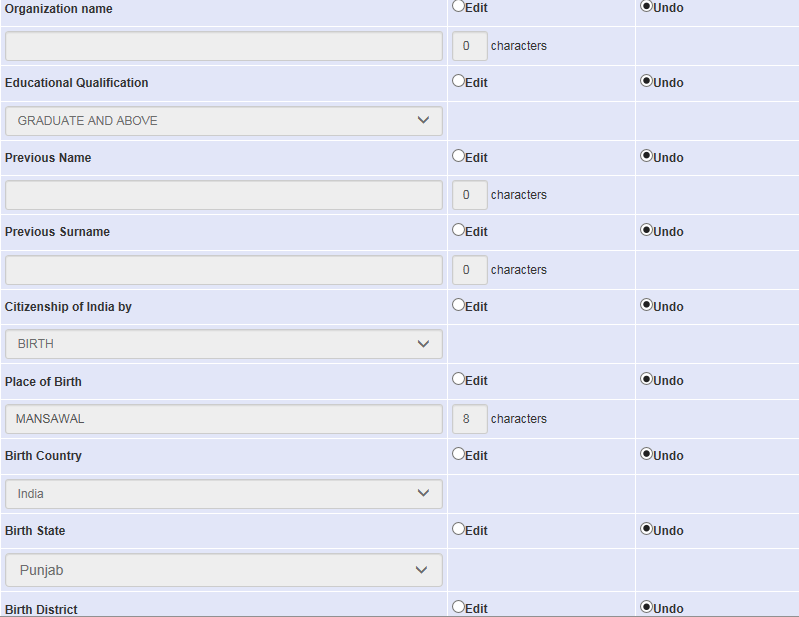 Organization name Edit Undo
0 characters
Educational Qualification Edit Undo
GRADUATE AND ABOVE
Previous Name Edit Undo
0 characters
Previous Surname Edit Undo
0 characters
Citizenship of India by Edit Undo
BIRTH
Place of Birth Edit Undo
MANSAWAL 8 characters
Birth Country Edit Undo
India
Birth State Edit Undo
Punjab
Birth District Edit Undo